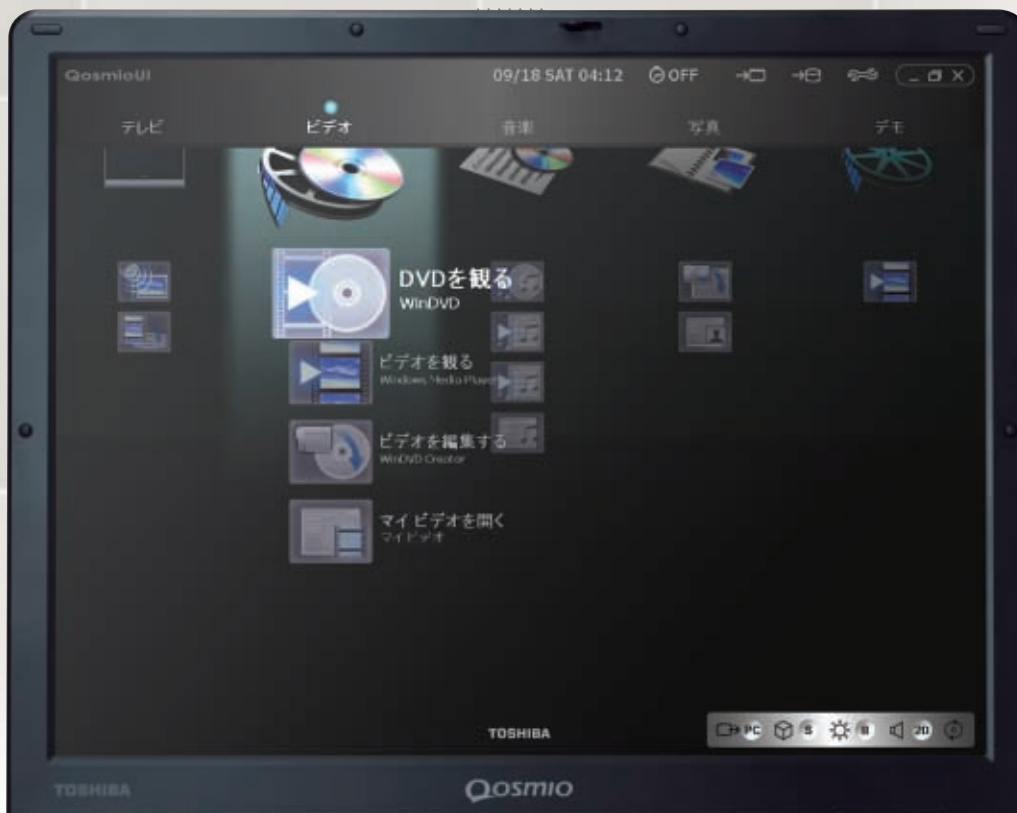 QosmioUI
09/18 SAT 04:12 OFF
テレビ ビデオ 音楽 写真 デモ
DVDを観る
WinDVD
ビデオを観る
Windows Media Player
ビデオを編集する
WinDVD Creator
マイ ビデオを開く
マイ ビデオ
TOSHIBA
PC S III 20
TOSHIBA
Qosmio